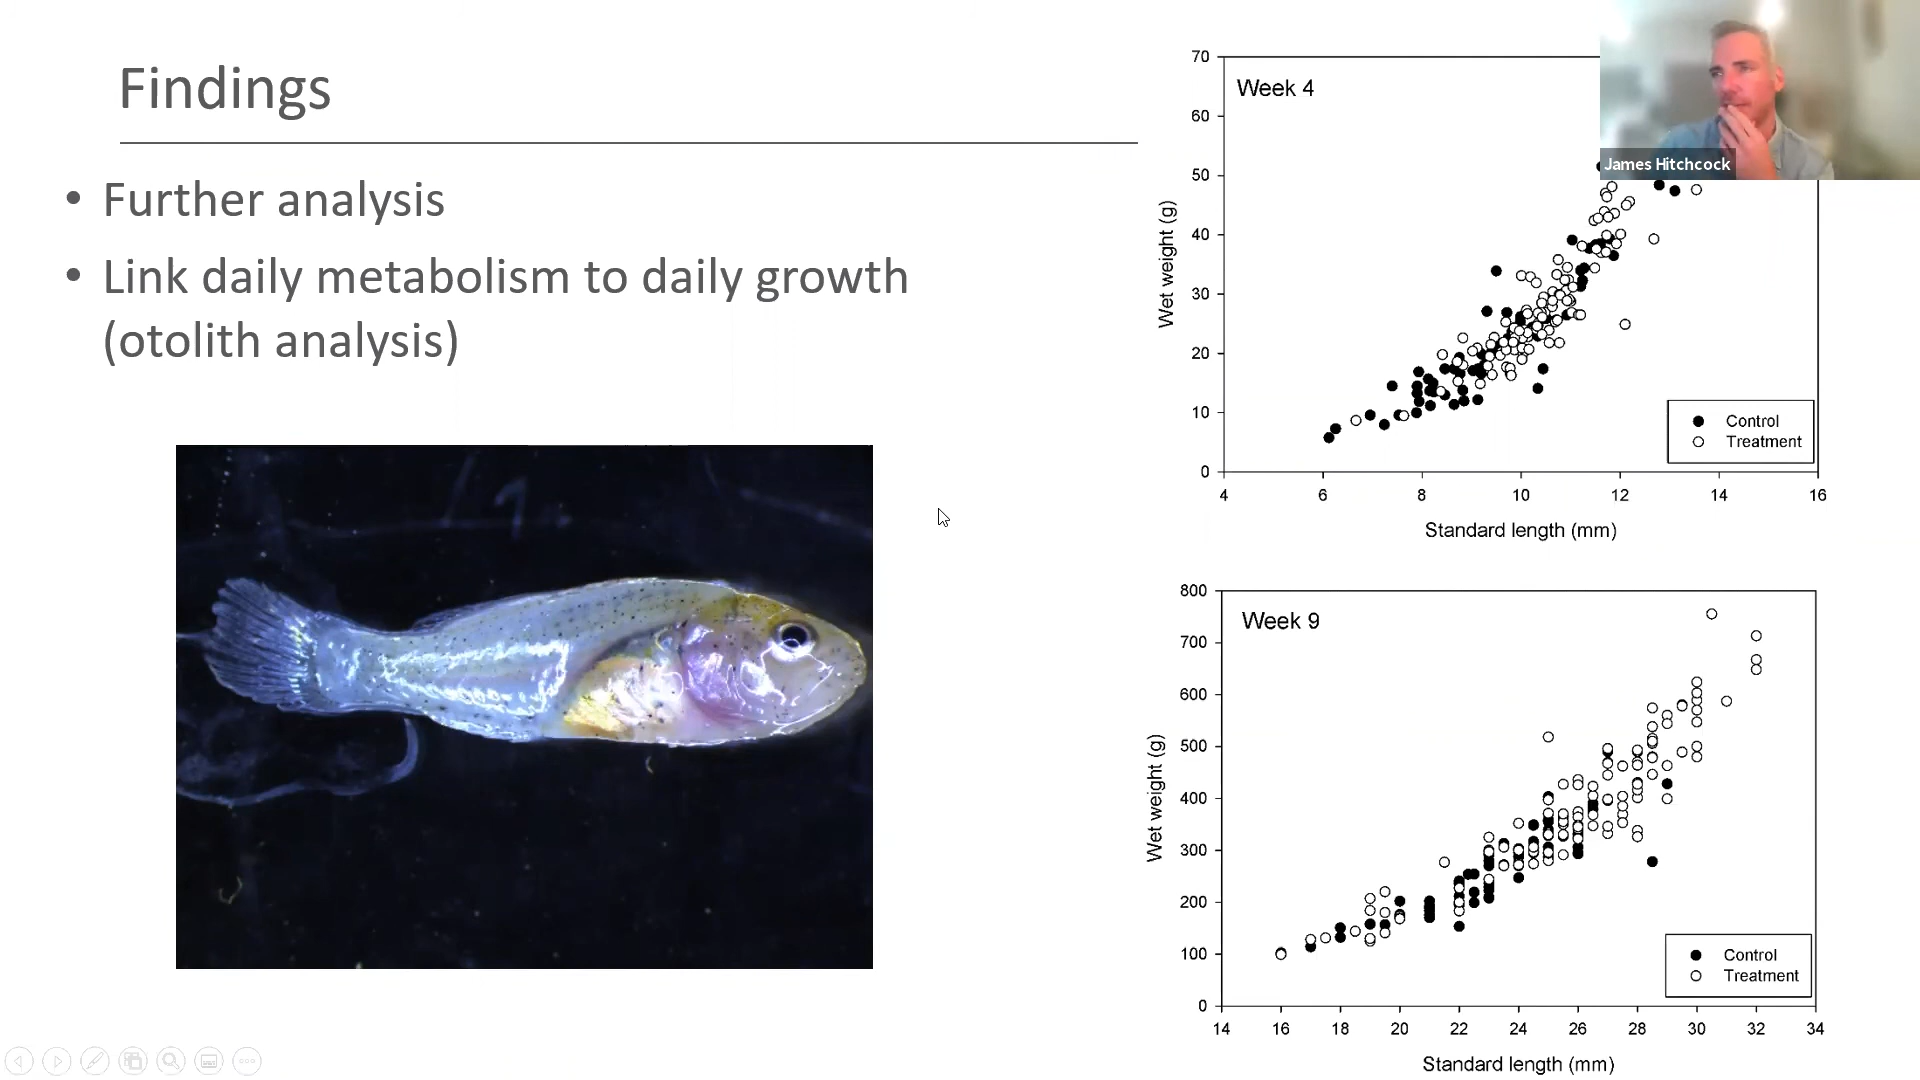 Findings
• Further analysis
• Link daily metabolism to daily growth
(otolith analysis)
James Hitchcock
Week 4
70
60
50
40
30
20
10
0
Wet weight (g)
Control
Treatment
4 6 8 10 12 14 16
Standard length (mm)
Week 9
800
700
600
500
400
300
200
100
0
Wet weight (g)
Control
Treatment
14 16 18 20 22 24 26 28 30 32 34
Standard length (mm)